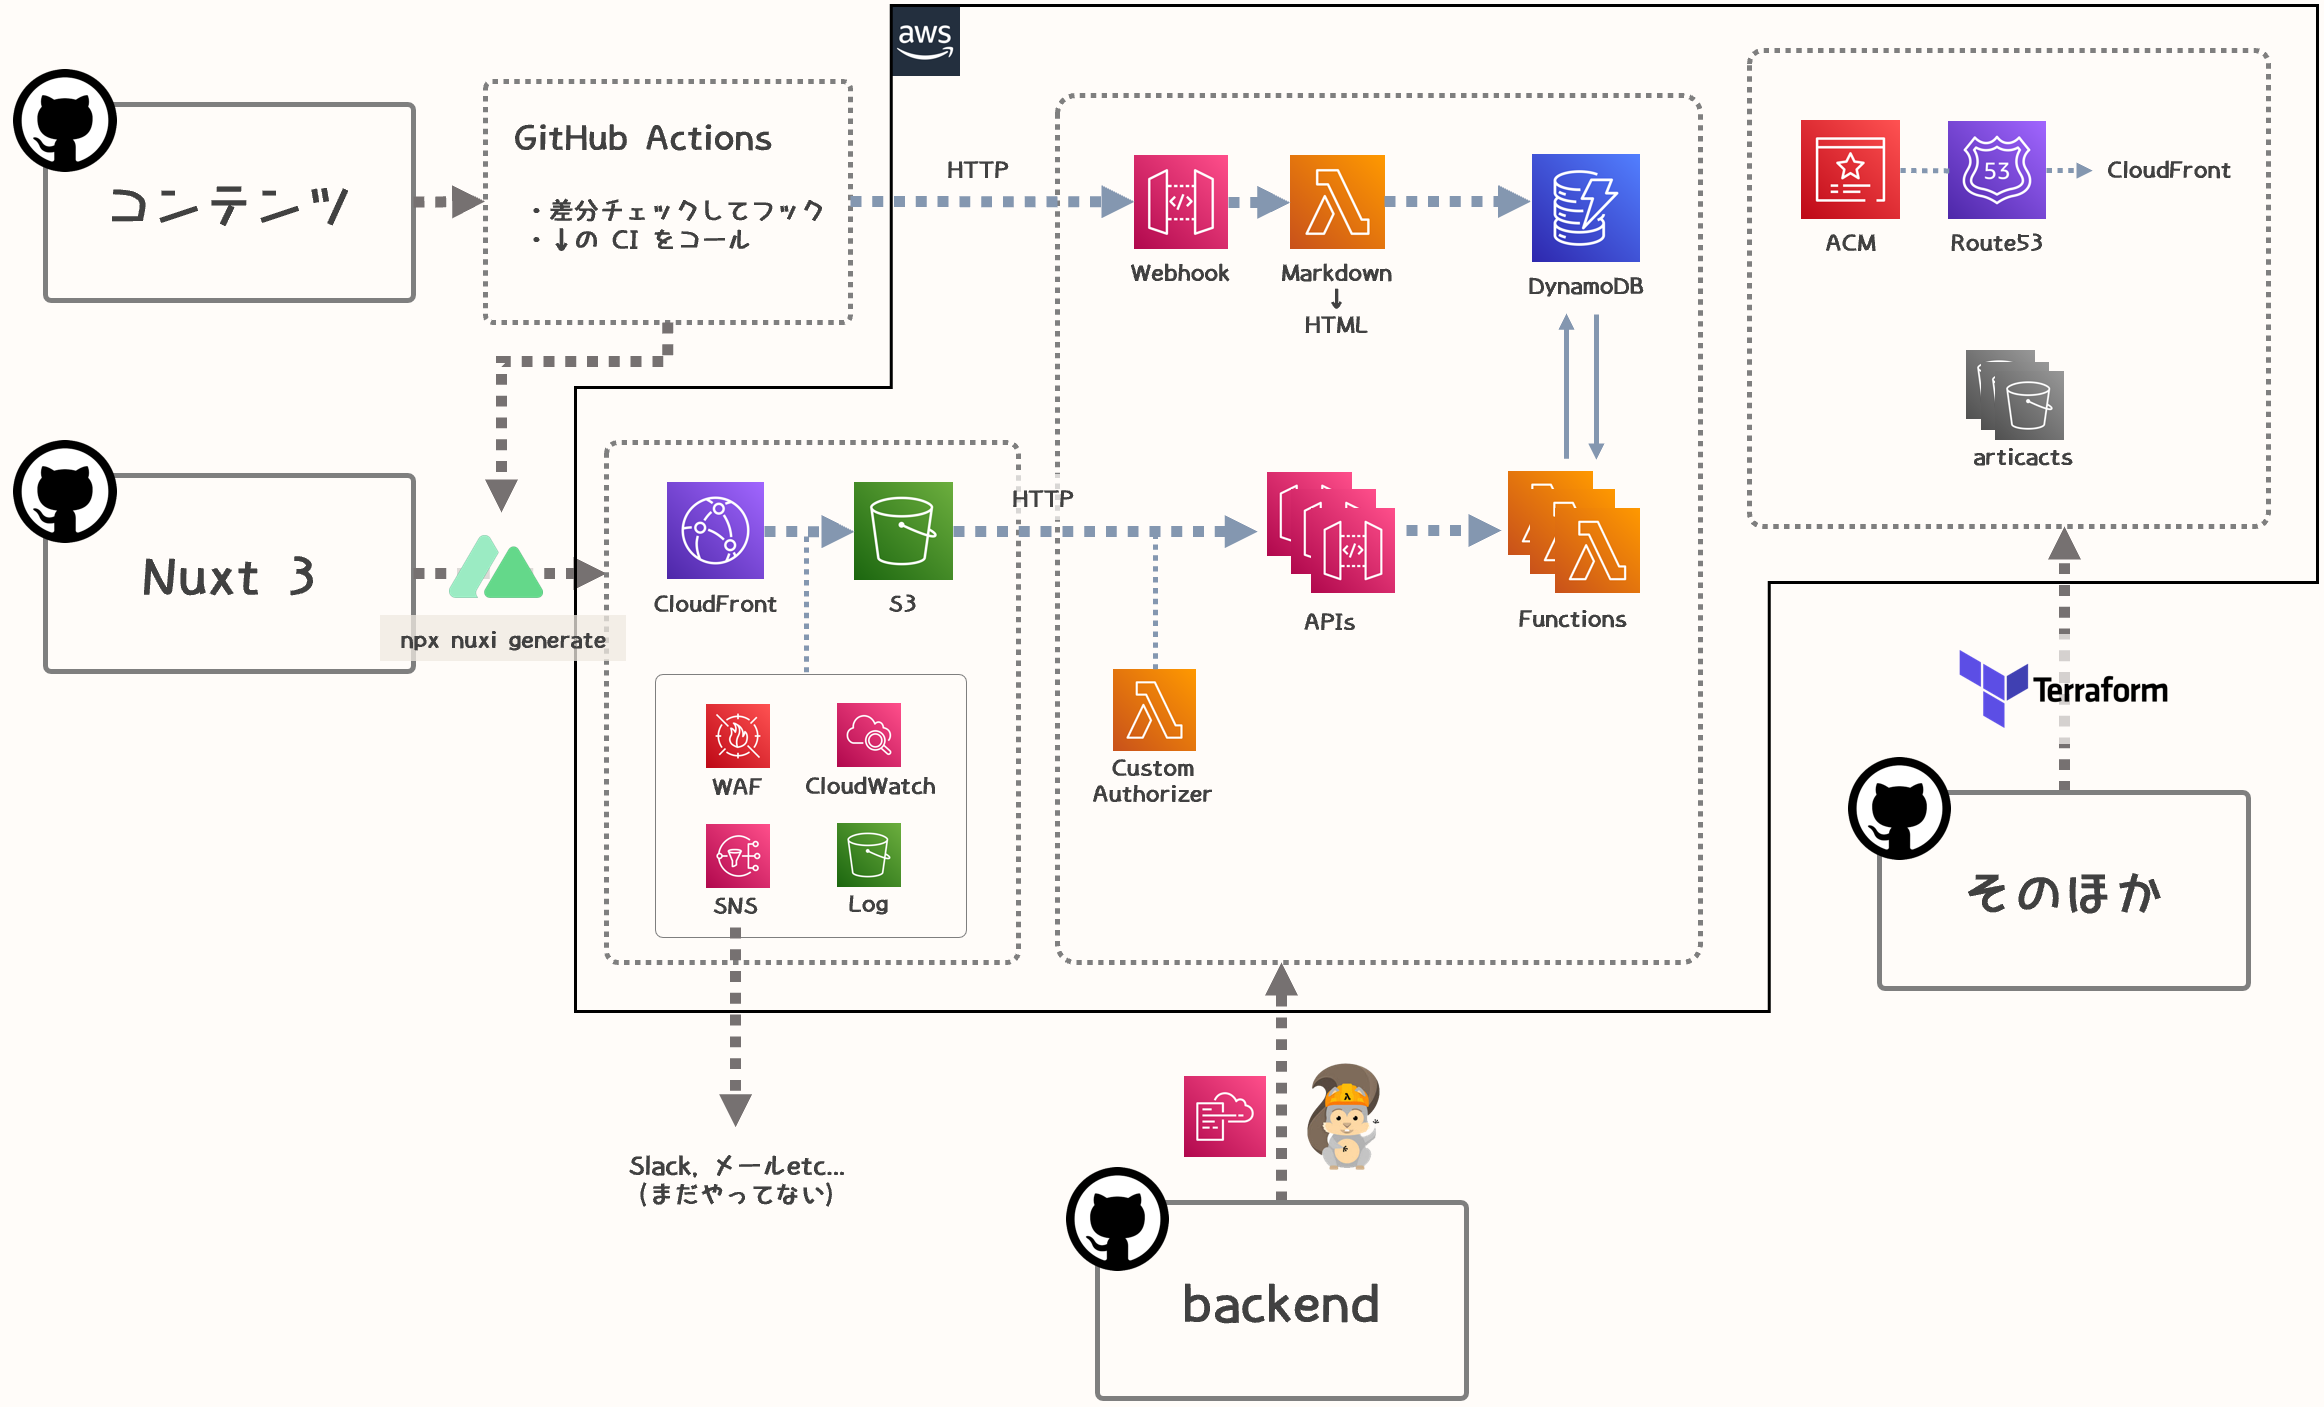 aws
コンテンツ
GitHub Actions
・差分チェックしてフック
・↓の CI をコール
HTTP
Webhook
Markdown
↓
HTML
DynamoDB
ACM
53
Route53
CloudFront
articacts
Nuxt 3
npx nuxi generate
CloudFront
S3
HTTP
APIs
Functions
WAF
CloudWatch
SNS
Log
Custom
Authorizer
Terraform
そのほか
Slack, メールetc...
(まだやってない)
backend